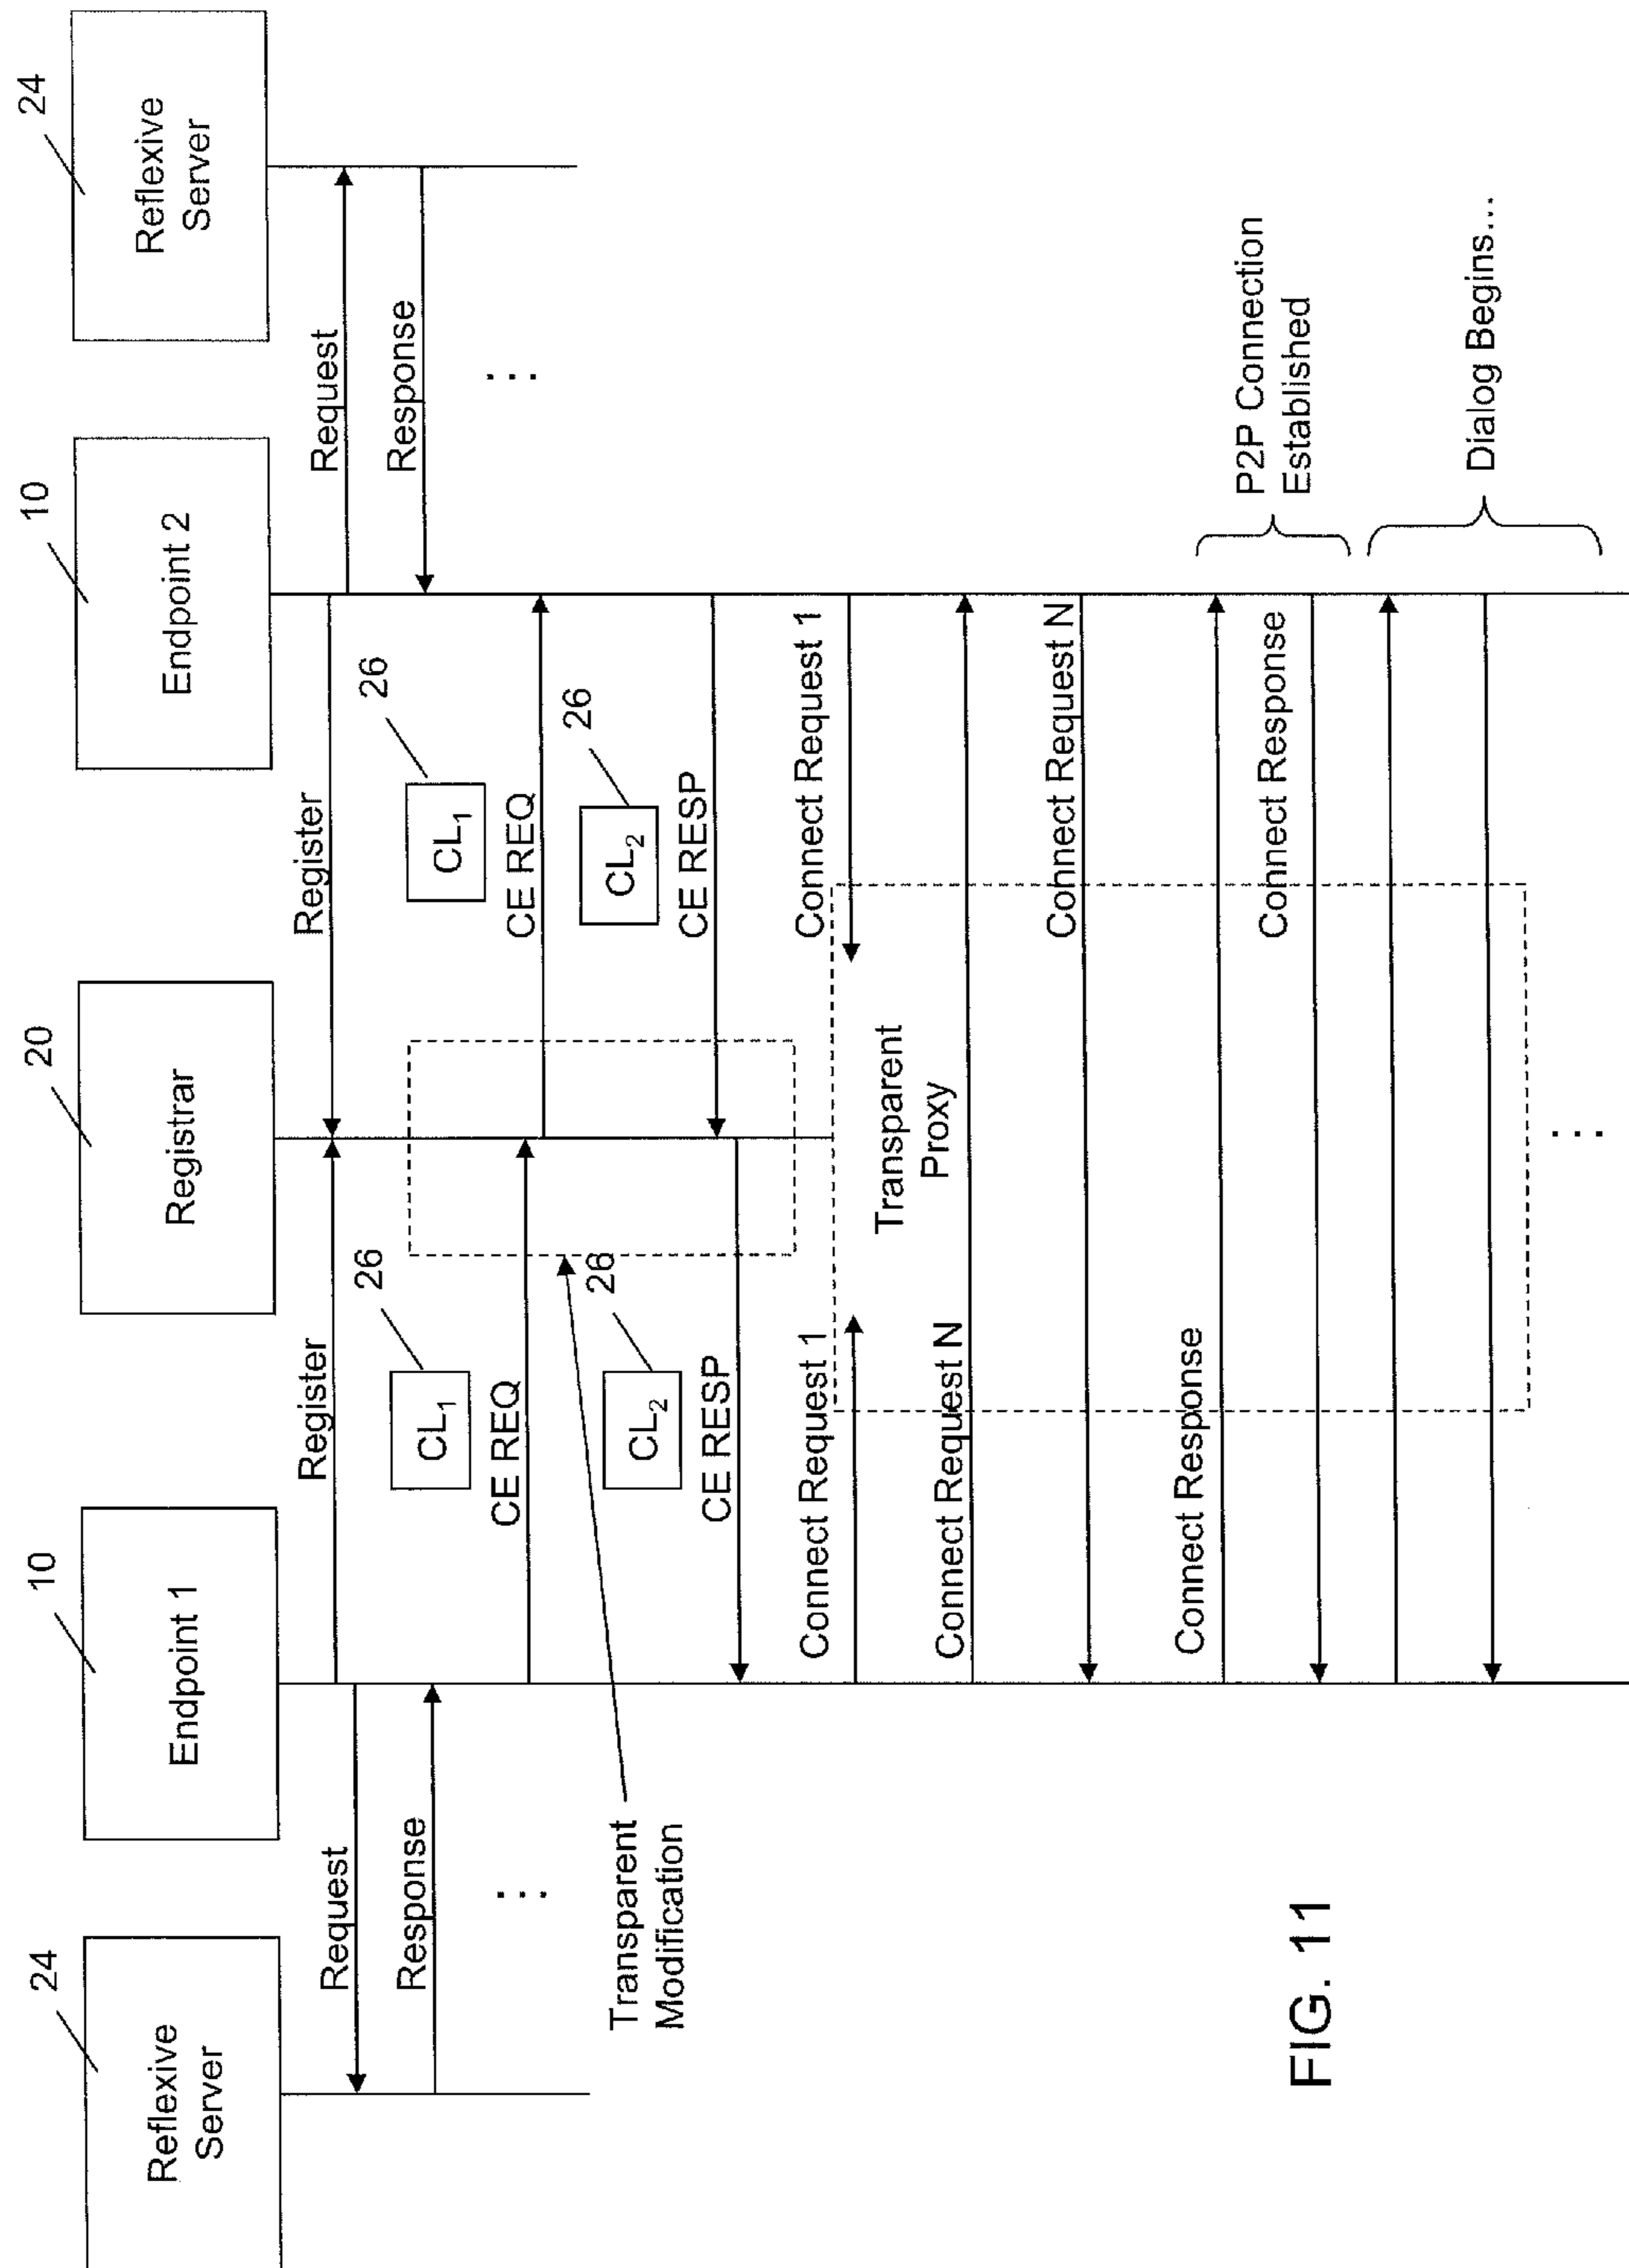 24
Reflexive
Server
10
Endpoint 1
20
Registrar
10
Endpoint 2
24
Reflexive
Server
Request
Response
...
Register
Register
Request
Response
...
26
CL1
CE REQ
26
CL1
CE REQ
26
CL2
CE RESP
26
CL2
CE RESP
Transparent
Modification
Connect Request 1
Connect Request 1
Transparent
Proxy
Connect Request N
Connect Request N
Connect Response
Connect Response
P2P Connection
Established
Dialog Begins...
...
FIG. 11